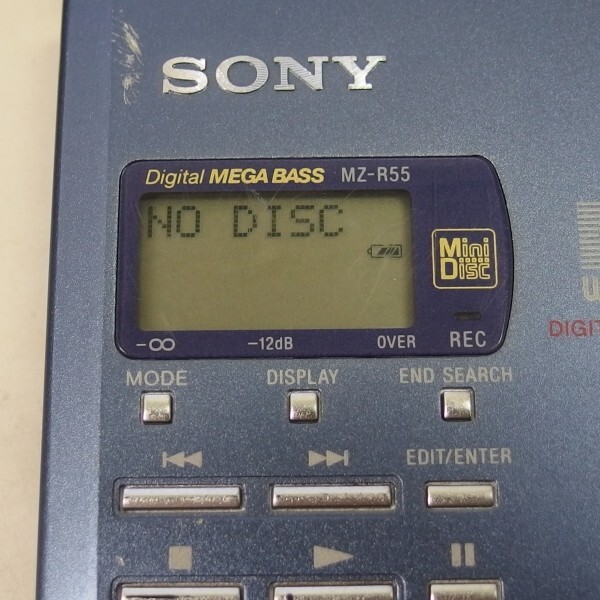 SONY
Digital MEGA BASS MZ-R55
NO DISC
Mini
Disc
-∞ -12dB OVER REC
DIGIT
MODE DISPLAY END SEARCH
EDIT/ENTER